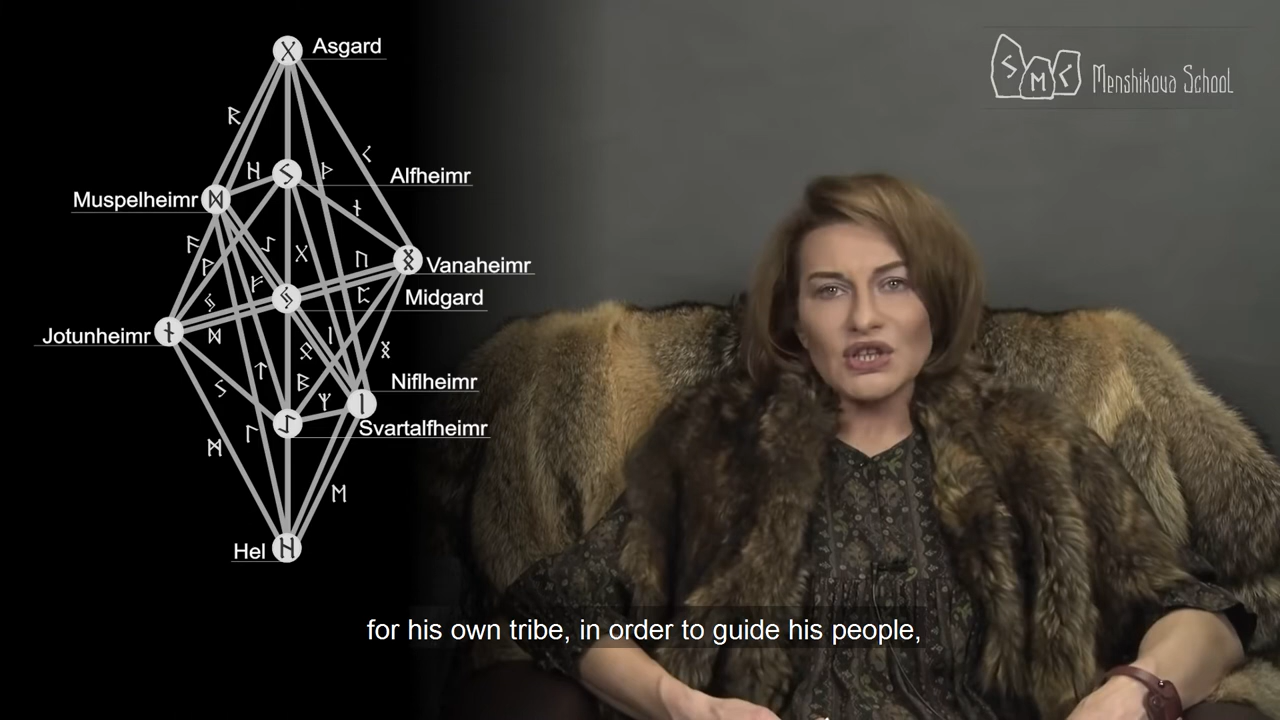 Asgard
Menshikova School
Alfheimr
Muspelheimr
Vanaheimr
Midgard
Jotunheimr
Niflheimr
Svartalfheimr
Hel
for his own tribe, in order to guide his people,